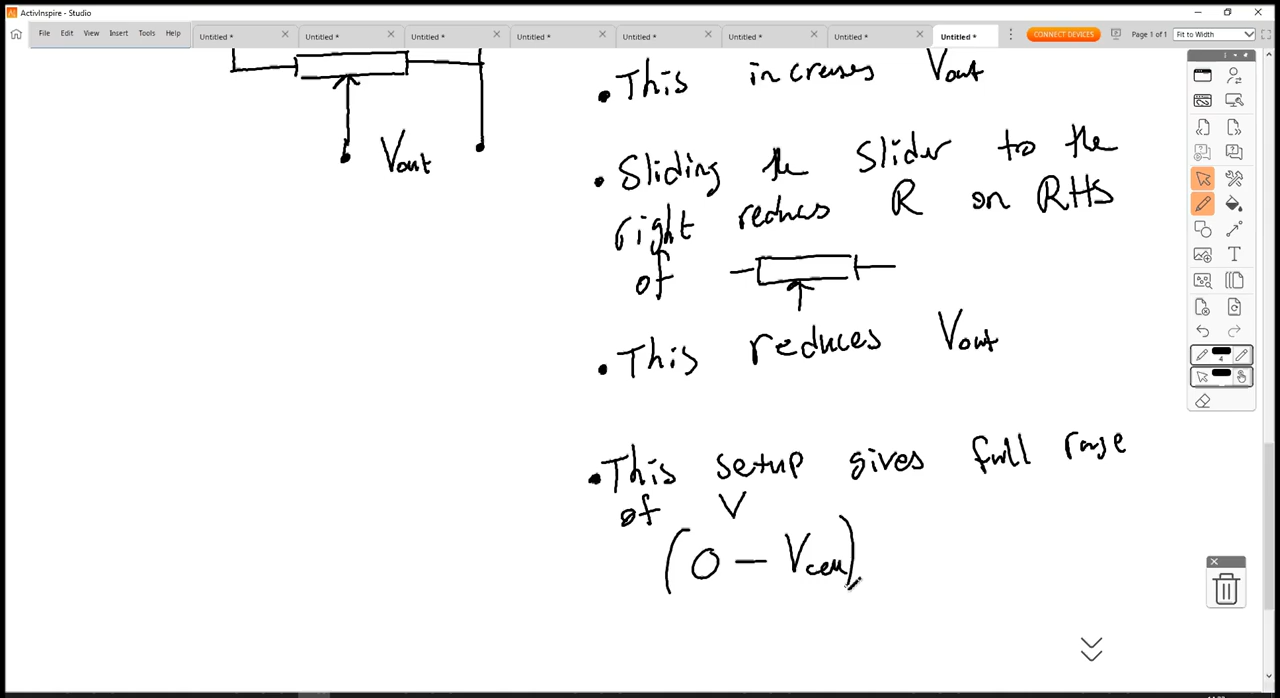 ActivInspire - Studio
File Edit View Insert Tools Help
Untitled * Untitled * Untitled * Untitled * Untitled * Untitled * Untitled * Untitled *
CONNECT DEVICES
Page 1 of 1
Fit to Width
• This increases Vout
Vout
• Sliding the slider to the
right reduces R on RHS
of
• This reduces Vout
• This setup gives full range
of V
(0 – Vcell)
4
T